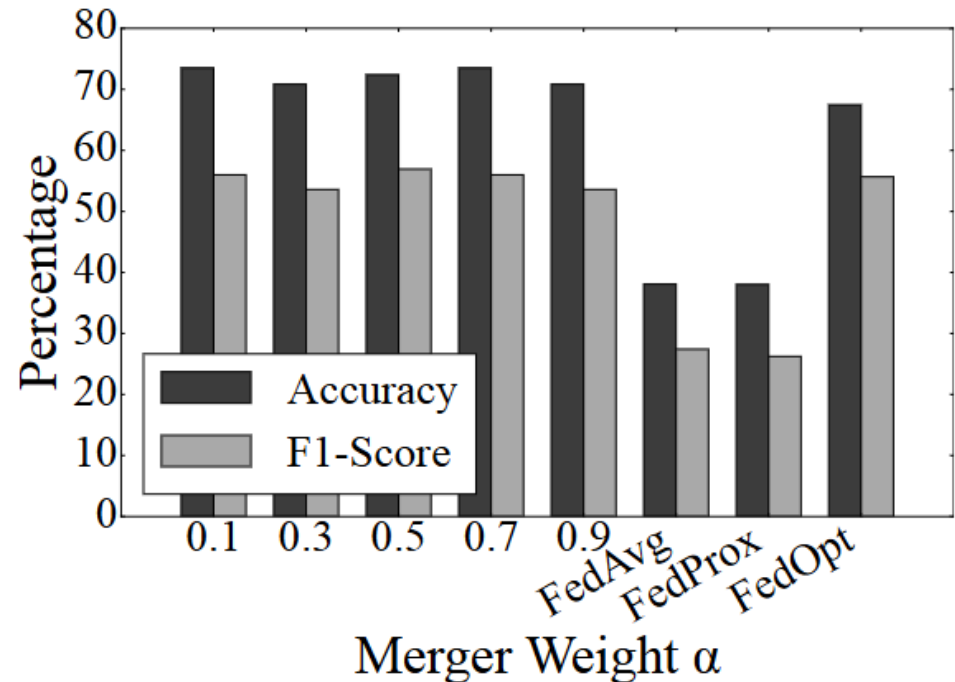 80
70
60
50
40
30
20
10
0
Percentage
Accuracy
F1-Score
0.1 0.3 0.5 0.7 0.9 FedAvg FedProx FedOpt
Merger Weight α